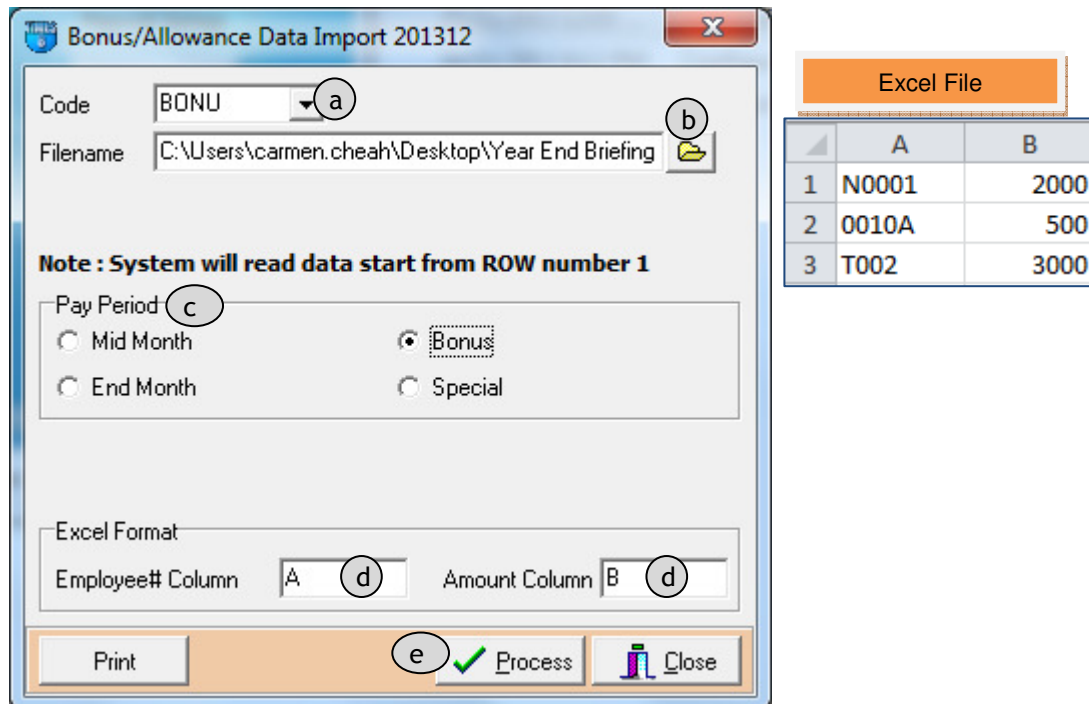 Bonus/Allowance Data Import 201312
Code BONU a
b
Filename C:\Users\carmen.cheah\Desktop\Year End Briefing
Note : System will read data start from ROW number 1
Pay Period c
Mid Month Bonus
End Month Special
Excel Format
Employee# Column A d Amount Column B d
Print e Process Close
Excel File
A B
1 N0001 2000
2 0010A 500
3 T002 3000